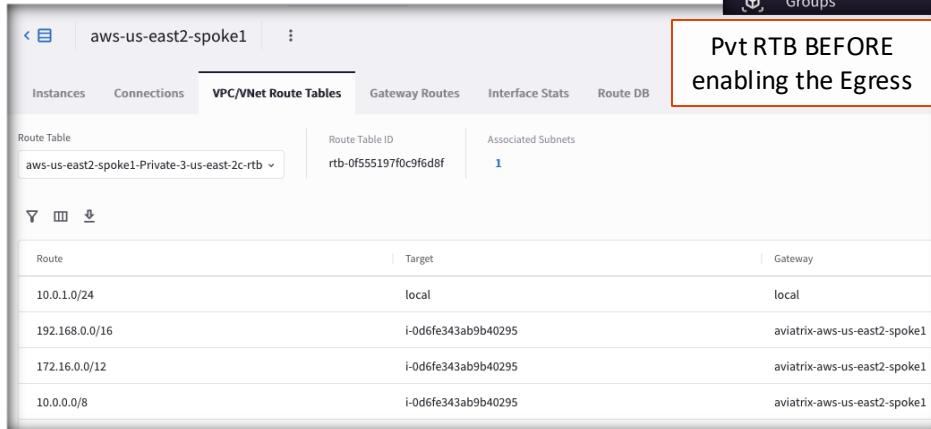 Groups
aws-us-east2-spoke1
Pvt RTB BEFORE
enabling the Egress
Instances Connections VPC/VNet Route Tables Gateway Routes Interface Stats Route DB
Route Table Route Table ID Associated Subnets
aws-us-east2-spoke1-Private-3-us-east-2c-rtb rtb-0f555197f0c9f6d8f 1
Route Target Gateway
10.0.1.0/24 local local
192.168.0.0/16 i-0d6fe343ab9b40295 aviatrix-aws-us-east2-spoke1
172.16.0.0/12 i-0d6fe343ab9b40295 aviatrix-aws-us-east2-spoke1
10.0.0.0/8 i-0d6fe343ab9b40295 aviatrix-aws-us-east2-spoke1